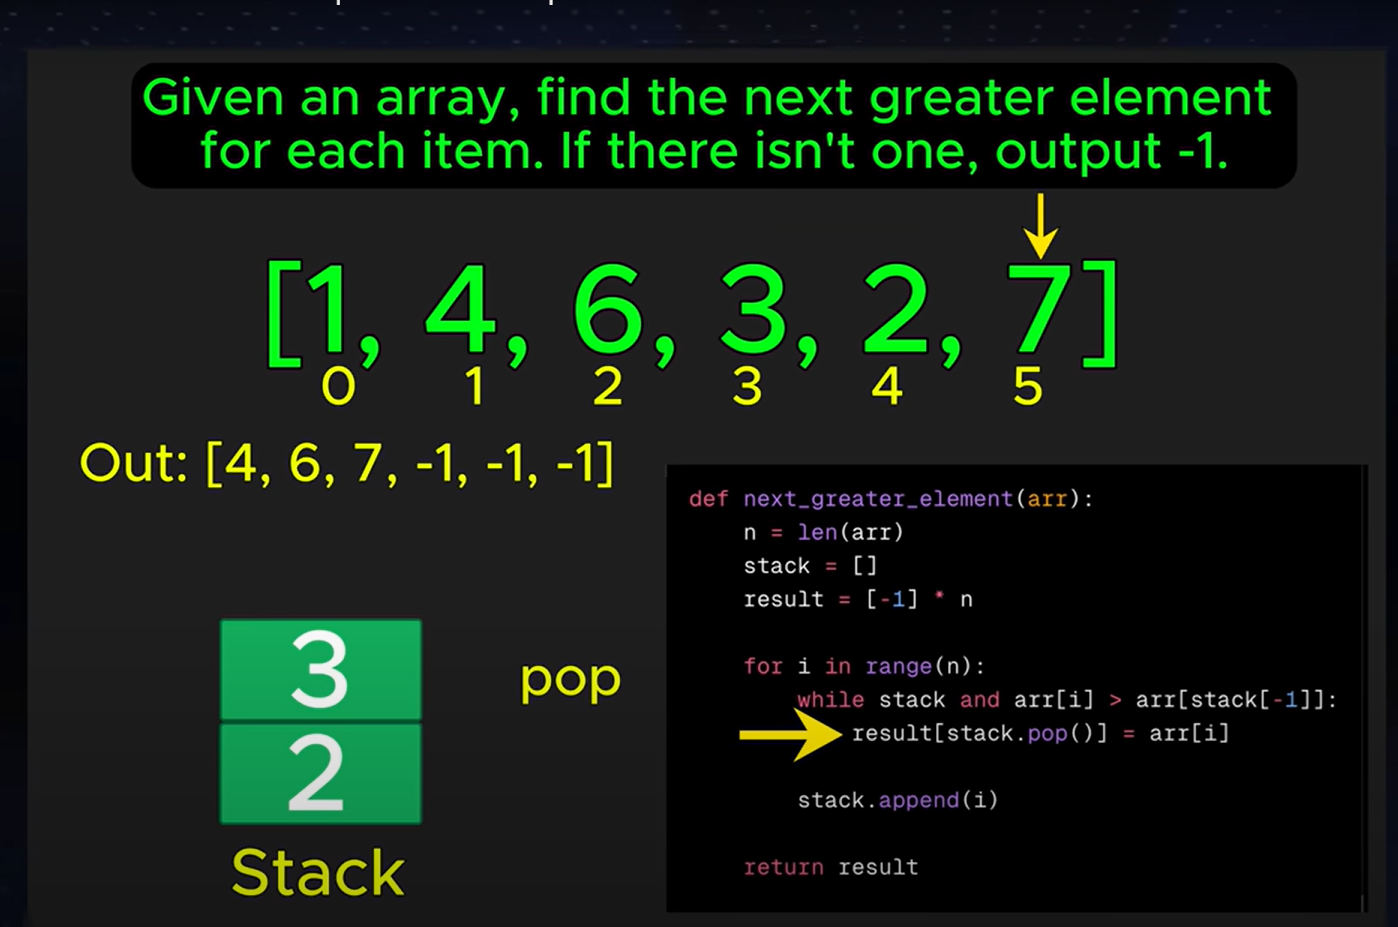 Given an array, find the next greater element
for each item. If there isn't one, output -1.
[1, 4, 6, 3, 2, 7]
0 1 2 3 4 5
Out: [4, 6, 7, -1, -1, -1]
def next_greater_element(arr):
n = len(arr)
stack = []
result = [-1] * n
for i in range(n):
while stack and arr[i] > arr[stack[-1]]:
result[stack.pop()] = arr[i]
stack.append(i)
return result
3
pop
2
Stack